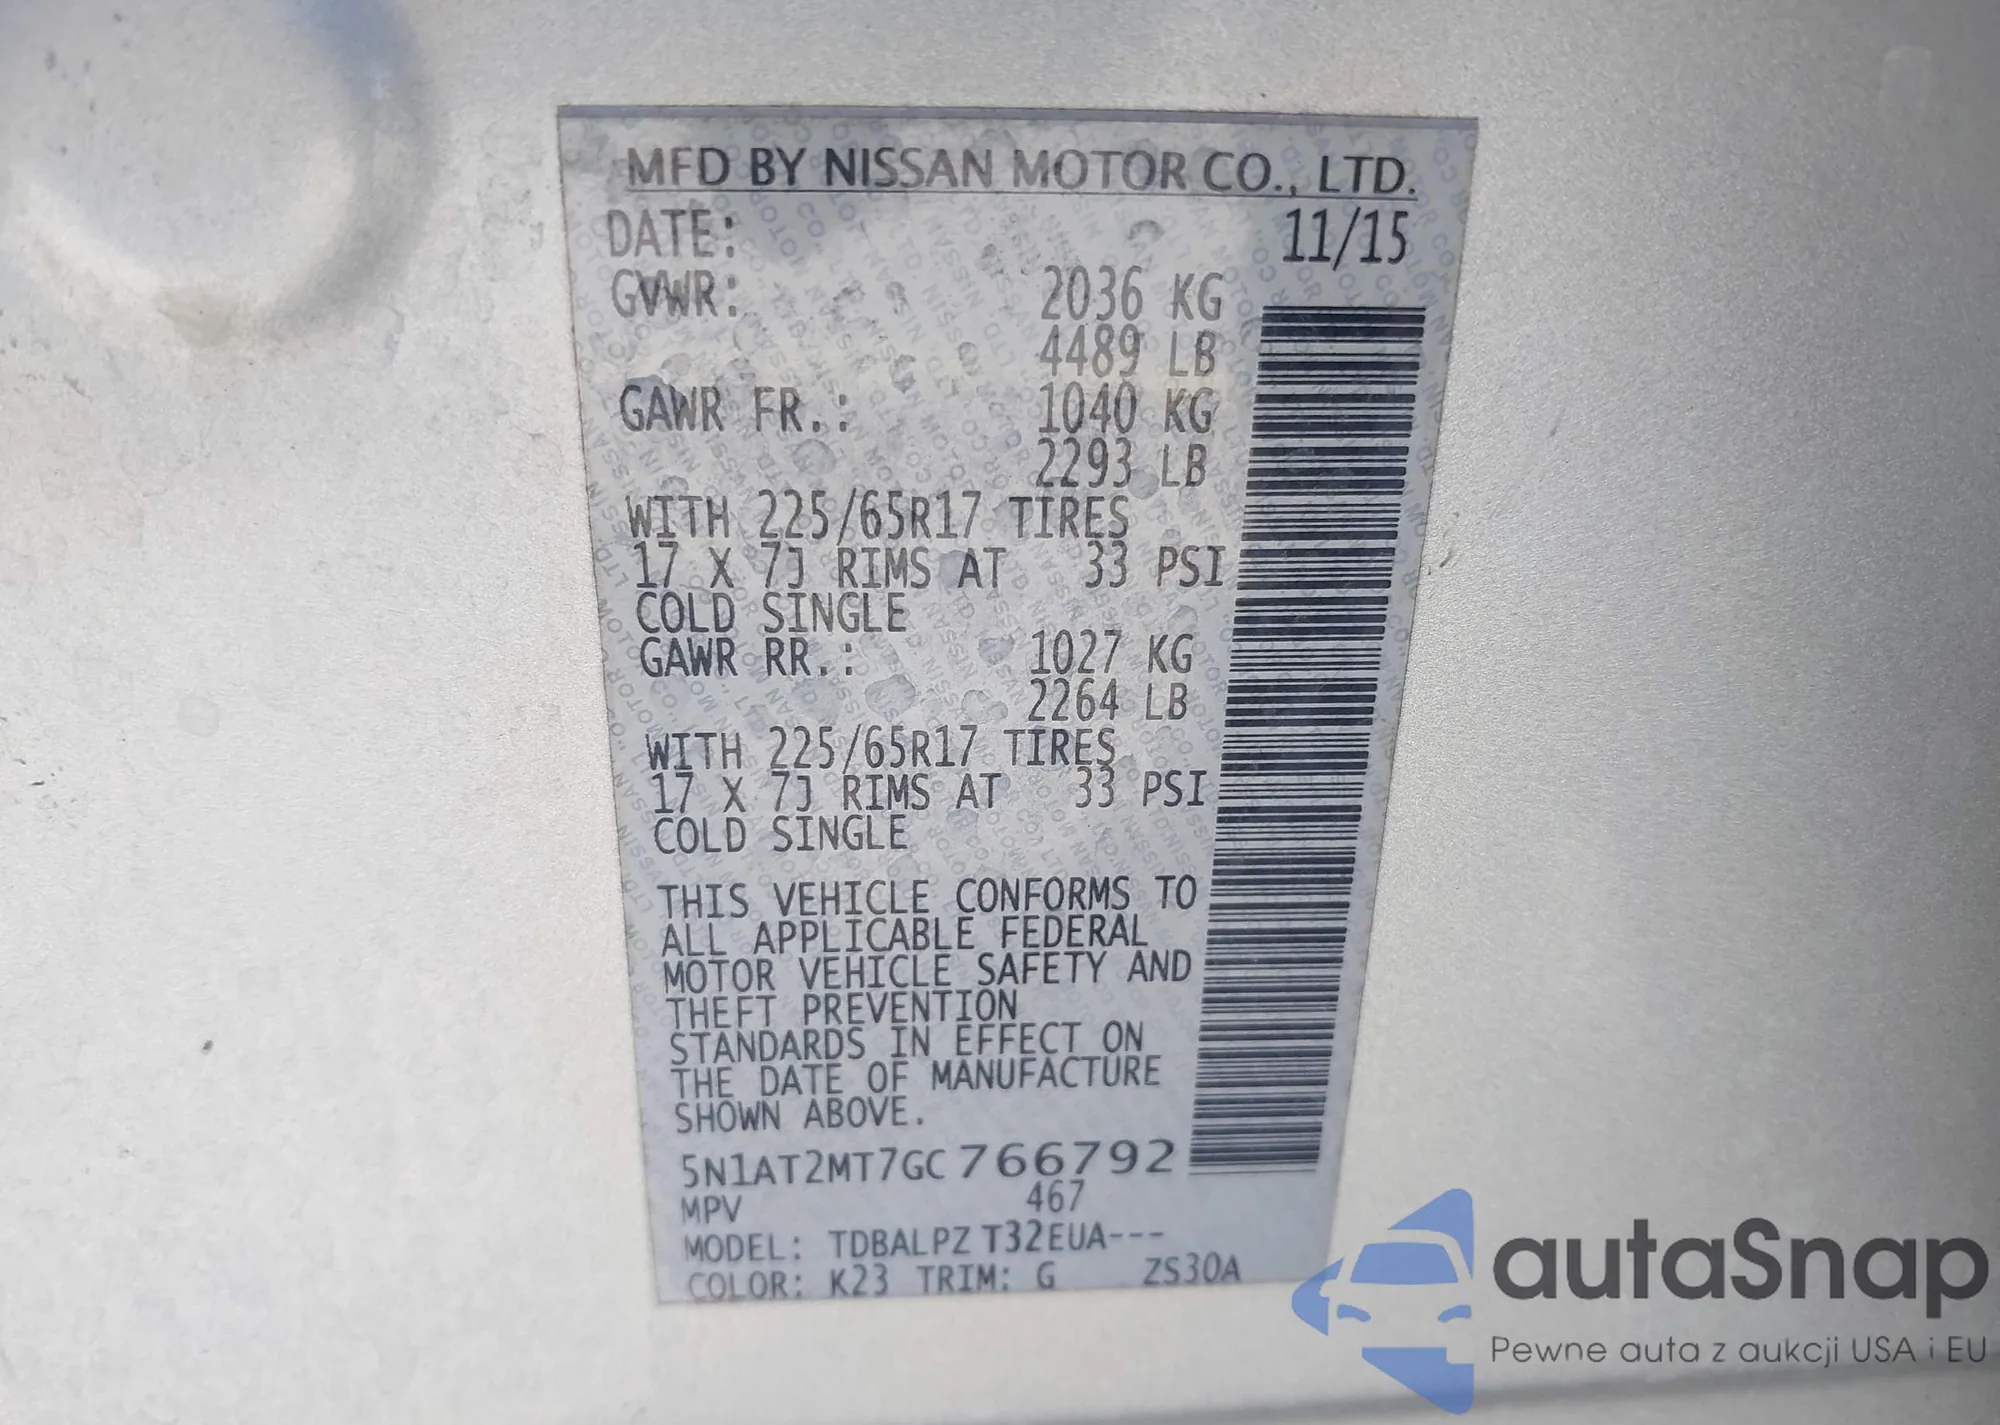 MFD BY NISSAN MOTOR CO., LTD.
DATE: 11/15
GVWR: 2036 KG
4489 LB
GAWR FR.: 1040 KG
2293 LB
WITH 225/65R17 TIRES
17 X 7J RIMS AT 33 PSI
COLD SINGLE
GAWR RR.: 1027 KG
2264 LB
WITH 225/65R17 TIRES
17 X 7J RIMS AT 33 PSI
COLD SINGLE
THIS VEHICLE CONFORMS TO
ALL APPLICABLE FEDERAL
MOTOR VEHICLE SAFETY AND
THEFT PREVENTION
STANDARDS IN EFFECT ON
THE DATE OF MANUFACTURE
SHOWN ABOVE.
5N1AT2MT7GC766792
MPV 467
MODEL: TDBALPZ T32EUA---
COLOR: K23 TRIM: G ZS30A
autaSnap
Pewne auta z aukcji USA i EU